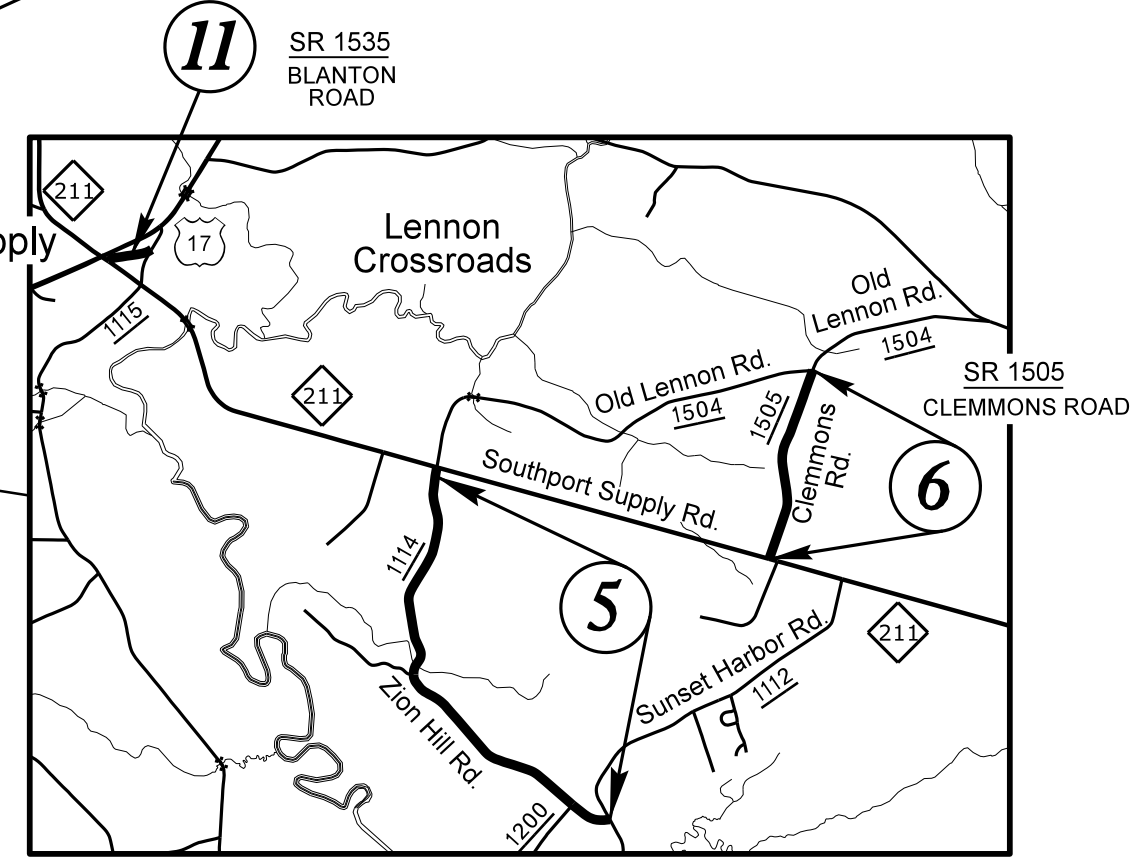 11
SR 1535
BLANTON
ROAD
211
pply
17
Lennon
Crossroads
1115
211
Old
Lennon Rd.
1504
Old Lennon Rd.
1504
1505
Clemmons
Rd.
SR 1505
CLEMMONS ROAD
6
Southport Supply Rd.
1114
5
211
Sunset Harbor Rd.
1112
Zion Hill Rd.
1200